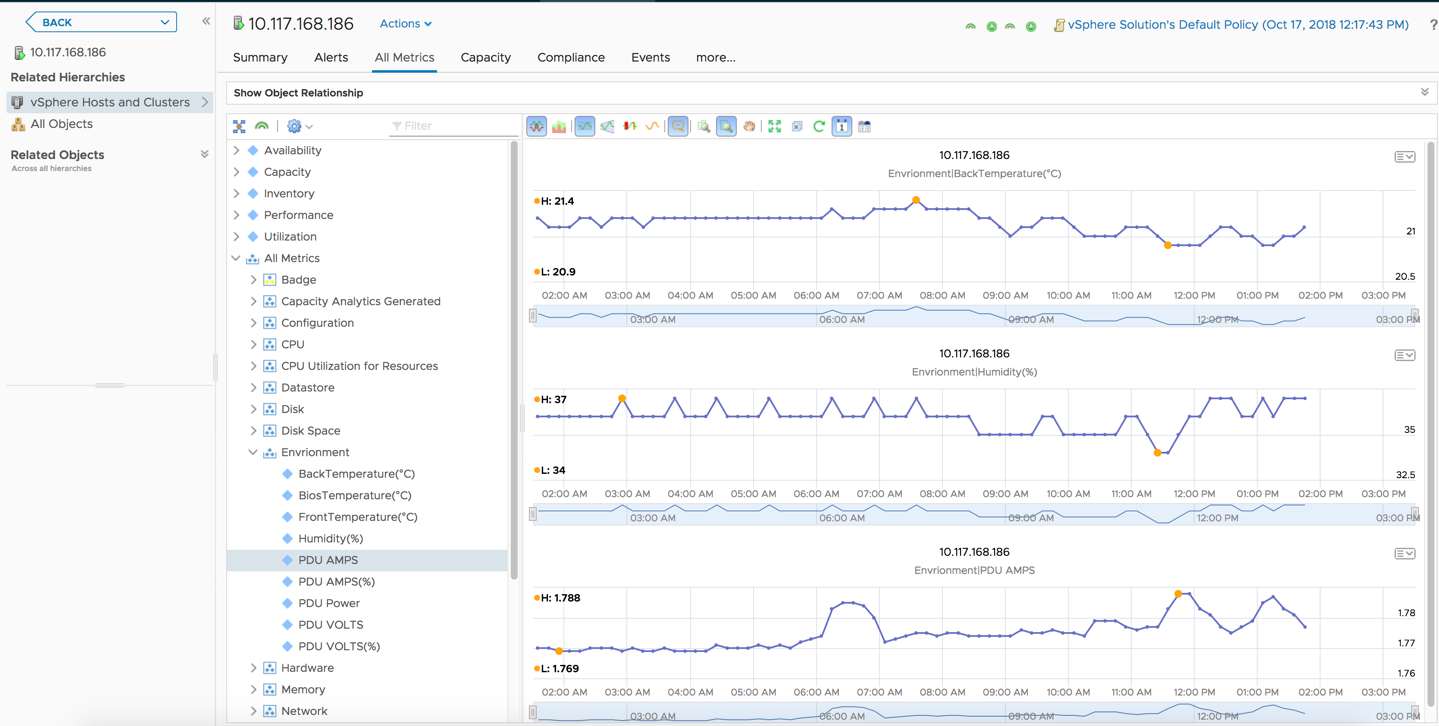 BACK
10.117.168.186
Related Hierarchies
vSphere Hosts and Clusters
All Objects
Related Objects
Across all hierarchies
10.117.168.186 Actions
vSphere Solution's Default Policy (Oct 17, 2018 12:17:43 PM) ?
Summary Alerts All Metrics Capacity Compliance Events more...
Show Object Relationship
Filter
Availability
Capacity
Inventory
Performance
Utilization
All Metrics
Badge
Capacity Analytics Generated
Configuration
CPU
CPU Utilization for Resources
Datastore
Disk
Disk Space
Envrionment
BackTemperature(°C)
BiosTemperature(°C)
FrontTemperature(°C)
Humidity(%)
PDU AMPS
PDU AMPS(%)
PDU Power
PDU VOLTS
PDU VOLTS(%)
Hardware
Memory
Network
1
10.117.168.186
Envrionment|BackTemperature(°C)
H: 21.4
21
L: 20.9
20.5
02:00 AM 03:00 AM 04:00 AM 05:00 AM 06:00 AM 07:00 AM 08:00 AM 09:00 AM 10:00 AM 11:00 AM 12:00 PM 01:00 PM 02:00 PM 03:00 PM
03:00 AM 06:00 AM 09:00 AM 12:00 PM 03:00 PM
10.117.168.186
Envrionment|Humidity(%)
H: 37
35
L: 34
32.5
02:00 AM 03:00 AM 04:00 AM 05:00 AM 06:00 AM 07:00 AM 08:00 AM 09:00 AM 10:00 AM 11:00 AM 12:00 PM 01:00 PM 02:00 PM 03:00 PM
03:00 AM 06:00 AM 09:00 AM 12:00 PM 03:00 PM
10.117.168.186
Envrionment|PDU AMPS
H: 1.788
1.78
1.77
L: 1.769
1.76
02:00 AM 03:00 AM 04:00 AM 05:00 AM 06:00 AM 07:00 AM 08:00 AM 09:00 AM 10:00 AM 11:00 AM 12:00 PM 01:00 PM 02:00 PM 03:00 PM
03:00 AM 06:00 AM 09:00 AM 12:00 PM 03:00 PM